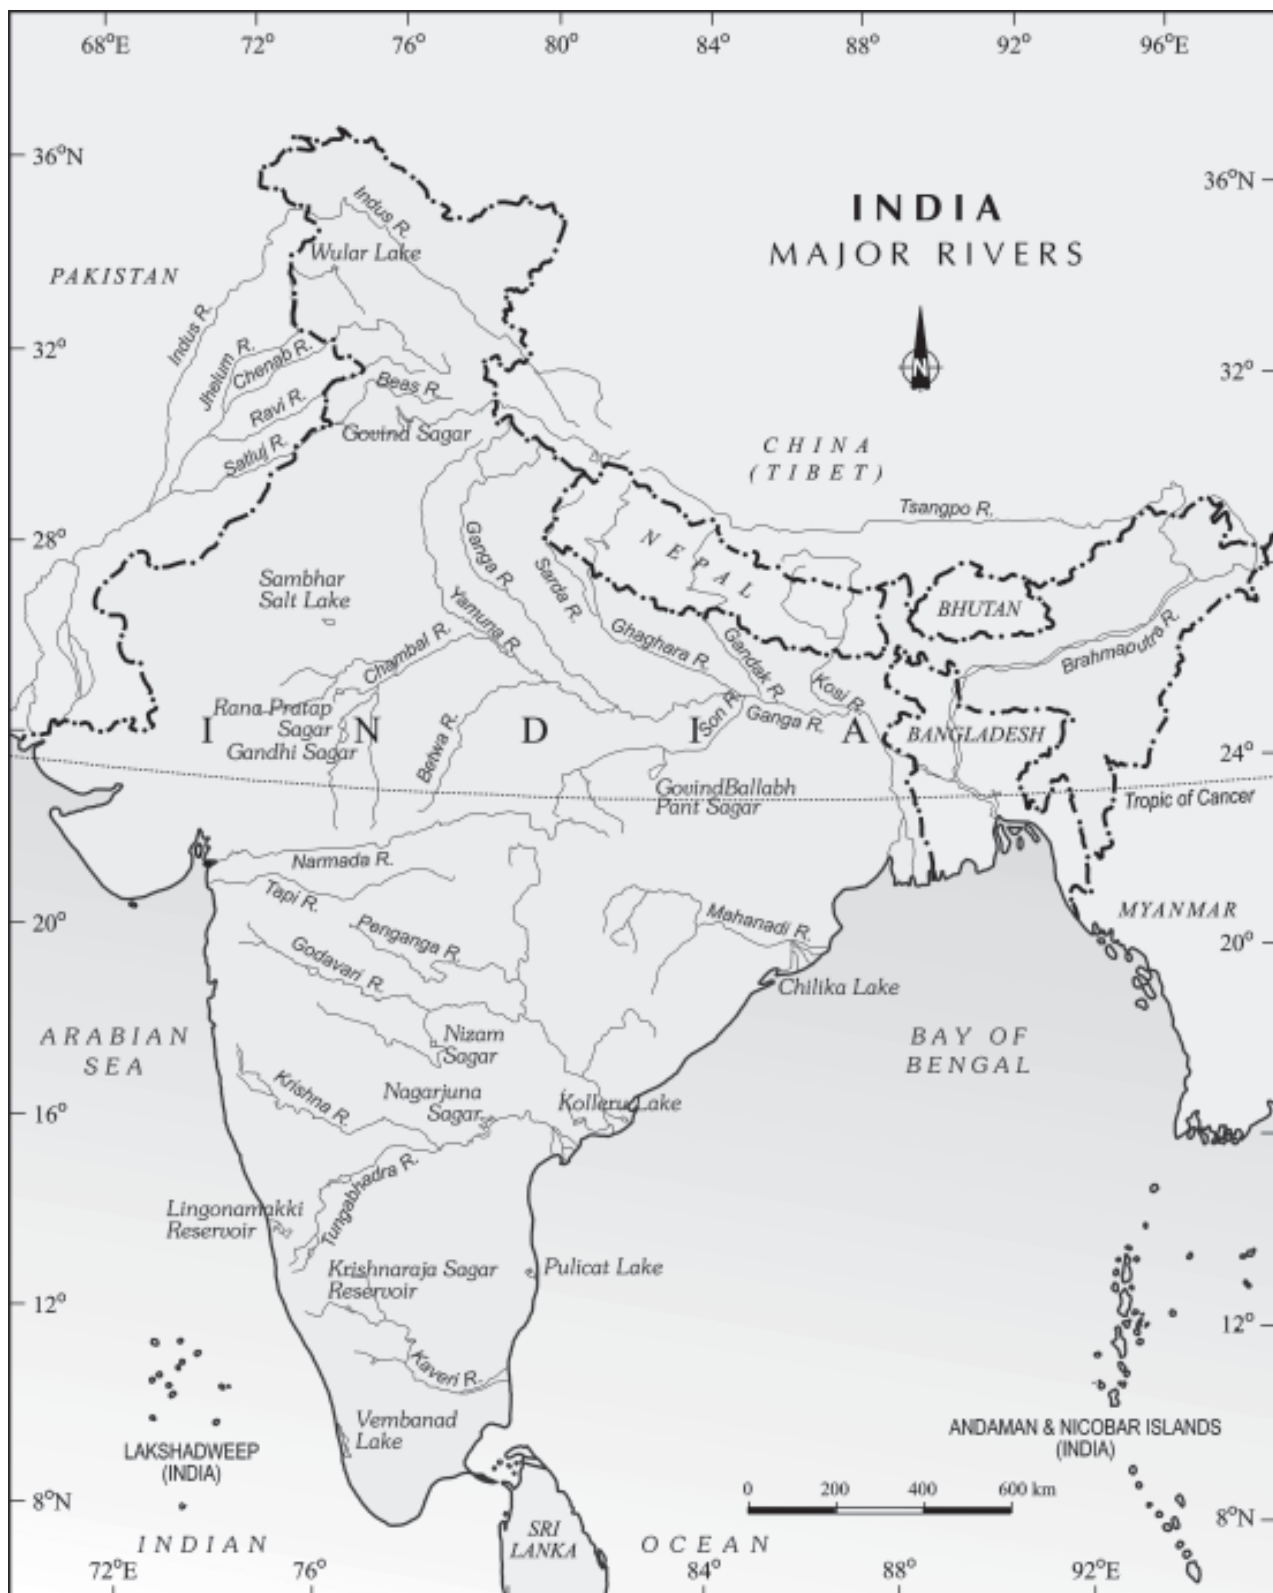 68°E 72° 76° 80° 84° 88° 92° 96°E
36°N
36°N
INDIA
MAJOR RIVERS
Indus R.
Wular Lake
PAKISTAN
N
Indus R.
32°
32°
Jhelum R.
Chenab R.
Beas R.
Ravi R.
Govind Sagar
Satluj R.
CHINA
(TIBET)
Tsangpo R.
28°
28°
NEPAL
Ganga R.
Sarda R.
Sambhar
Salt Lake
Yamuna R.
BHUTAN
Chambal R.
Ghaghara R.
Gandak R.
Brahmaputra R.
Kosi R.
Rana Pratap
Sagar
Gandhi Sagar
Betwa R.
Son R.
Ganga R.
INDIA
BANGLADESH
24°
GovindBallabh
Pant Sagar
Tropic of Cancer
Narmada R.
Tapi R.
20°
Penganga R.
Mahanadi R.
MYANMAR
20°
Godavari R.
Chilika Lake
ARABIAN
SEA
Nizam
Sagar
BAY OF
BENGAL
Krishna R.
Nagarjuna
Sagar
Kolleru Lake
16°
Tungabhadra R.
Lingonamakki
Reservoir
Krishnaraja Sagar
Reservoir
Pulicat Lake
12°
12°
Kaveri R.
Vembanad
Lake
LAKSHADWEEP
(INDIA)
ANDAMAN & NICOBAR ISLANDS
(INDIA)
0 200 400 600 km
8°N
8°N
INDIAN OCEAN
SRI
LANKA
72°E 76° 84° 88° 92°E